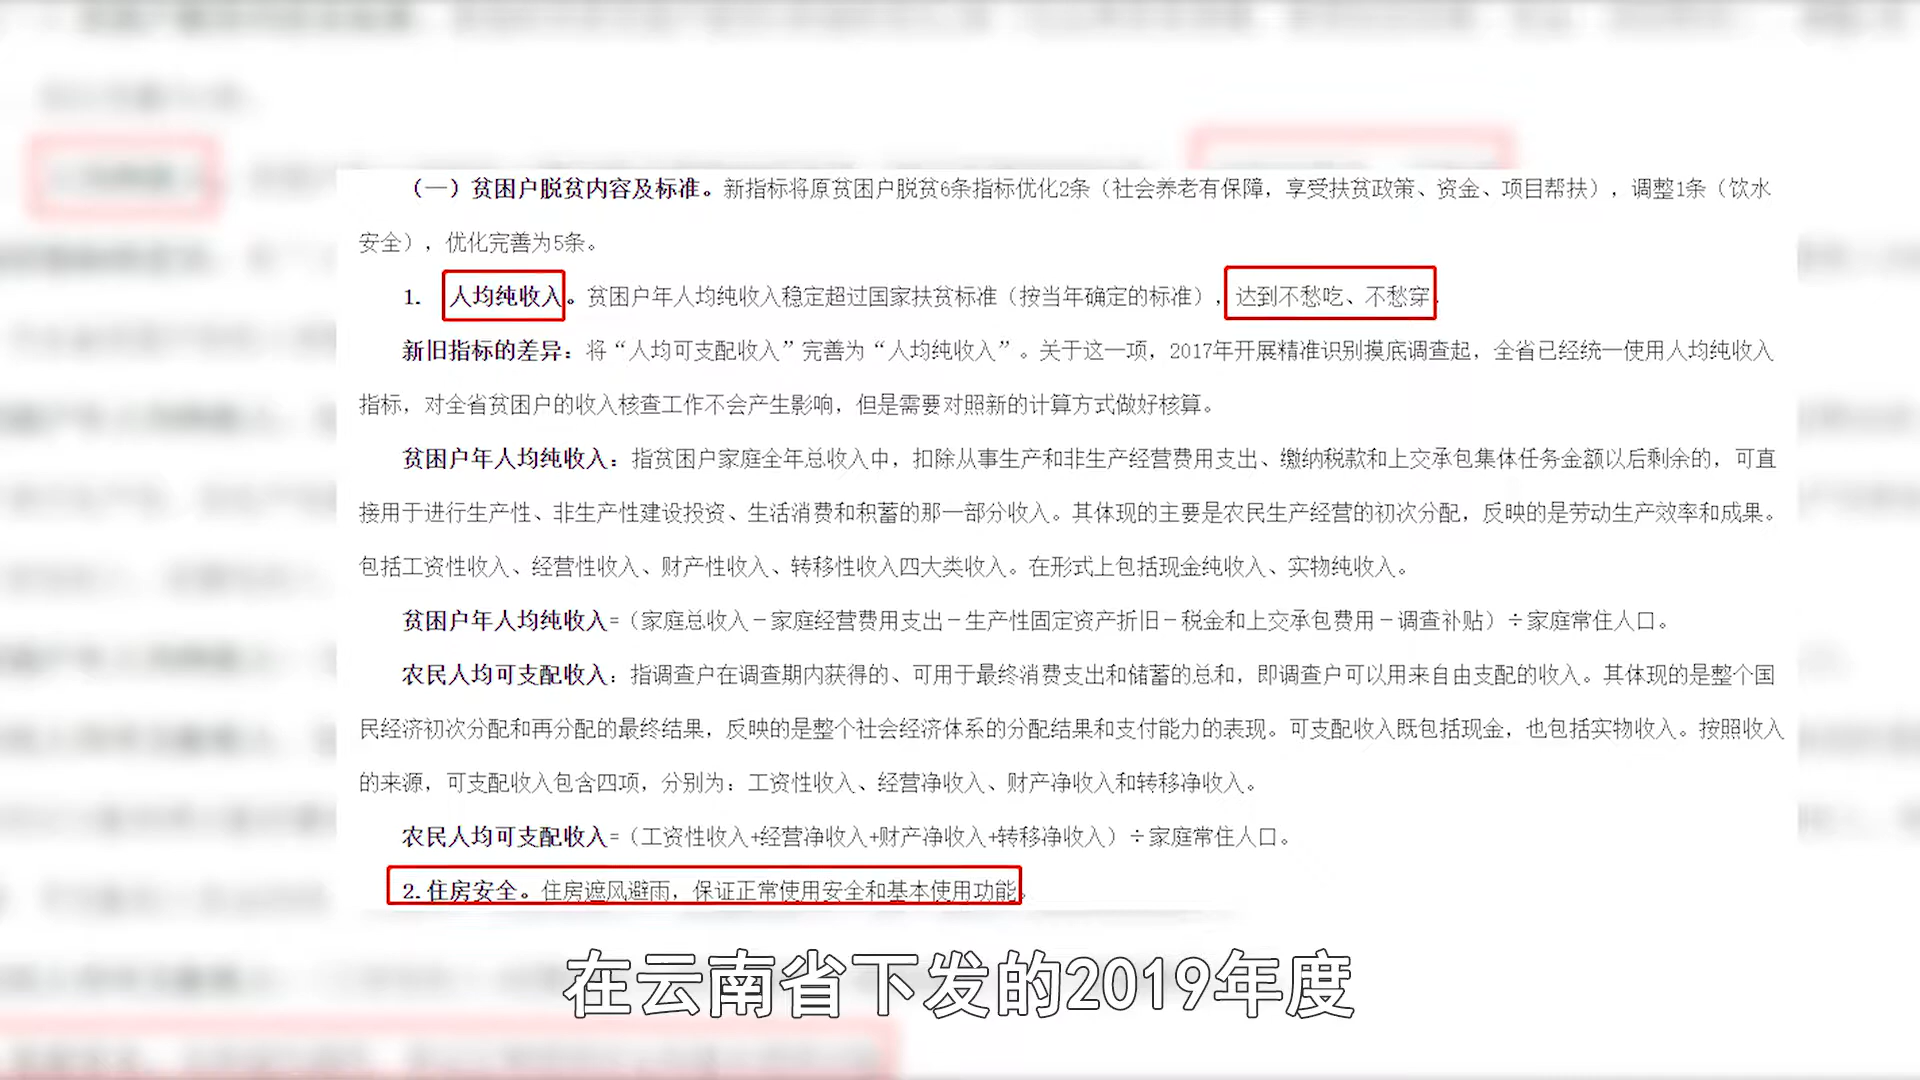 （一）贫困户脱贫内容及标准。新指标将原贫困户脱贫6条指标优化2条（社会养老有保障，享受扶贫政策、资金、项目帮扶），调整1条（饮水
安全），优化完善为5条。
1. 人均纯收入。贫困户年人均纯收入稳定超过国家扶贫标准（按当年确定的标准），达到不愁吃、不愁穿
新旧指标的差异：将“人均可支配收入”完善为“人均纯收入”。关于这一项，2017年开展精准识别摸底调查起，全省已经统一使用人均纯收入
指标，对全省贫困户的收入核查工作不会产生影响，但是需要对照新的计算方式做好核算。
贫困户年人均纯收入：指贫困户家庭全年总收入中，扣除从事生产和非生产经营费用支出、缴纳税款和上交承包集体任务金额以后剩余的，可直
接用于进行生产性、非生产性建设投资、生活消费和积蓄的那一部分收入。其体现的主要是农民生产经营的初次分配，反映的是劳动生产效率和成果。
包括工资性收入、经营性收入、财产性收入、转移性收入四大类收入。在形式上包括现金纯收入、实物纯收入。
贫困户年人均纯收入=（家庭总收入－家庭经营费用支出－生产性固定资产折旧－税金和上交承包费用－调查补贴）÷家庭常住人口。
农民人均可支配收入：指调查户在调查期内获得的、可用于最终消费支出和储蓄的总和，即调查户可以用来自由支配的收入。其体现的是整个国
民经济初次分配和再分配的最终结果，反映的是整个社会经济体系的分配结果和支付能力的表现。可支配收入既包括现金，也包括实物收入。按照收入
的来源，可支配收入包含四项，分别为：工资性收入、经营净收入、财产净收入和转移净收入。
农民人均可支配收入=（工资性收入+经营净收入+财产净收入+转移净收入）÷家庭常住人口。
2.住房安全。住房遮风避雨，保证正常使用安全和基本使用功能。
在云南省下发的2019年度